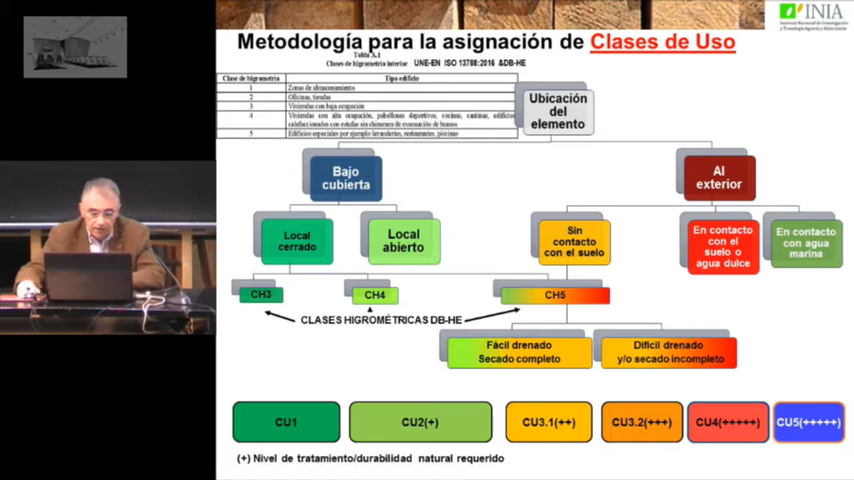 INIA
Instituto Nacional de Investigación
y Tecnología Agraria y Alimentaria
Metodología para la asignación de Clases de Uso
Tabla A.1
Clases de higrometría interior UNE-EN ISO 13788:2016 &DB-HE
Clase de higrometría Tipo edificio
1 Zonas de almacenamiento
2 Oficinas, tiendas
3 Viviendas con baja ocupación
4 Viviendas con alta ocupación, pabellones deportivos, cocinas, cantinas, edificios
calefaccionados con estufas sin chimenea de evacuación de humos
5 Edificios especiales por ejemplo lavanderías, restaurantes, piscinas
Ubicación
del
elemento
Bajo
cubierta
Al
exterior
Local
cerrado
Local
abierto
Sin
contacto
con el suelo
En contacto
con el
suelo o
agua dulce
En contacto
con agua
marina
CH3
CH4
CH5
CLASES HIGROMÉTRICAS DB-HE
Fácil drenado
Secado completo
Difícil drenado
y/o secado incompleto
CU1
CU2(+)
CU3.1(++)
CU3.2(+++)
CU4(+++++)
CU5(+++++)
(+) Nivel de tratamiento/durabilidad natural requerido